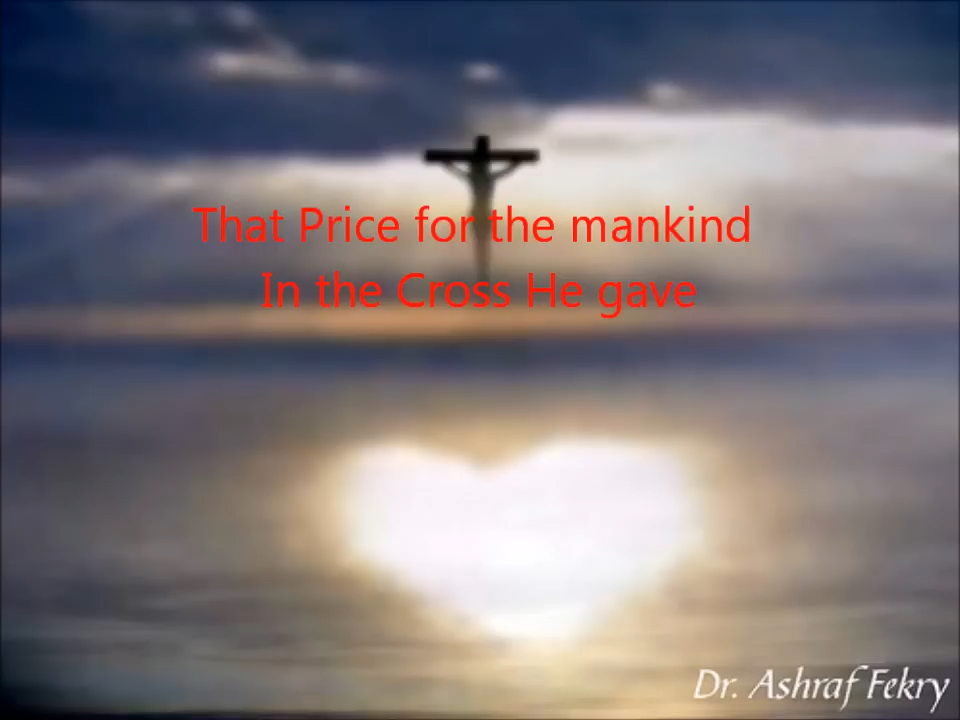 That Price for the mankind
In the Cross He gave
Dr. Ashraf Fekry